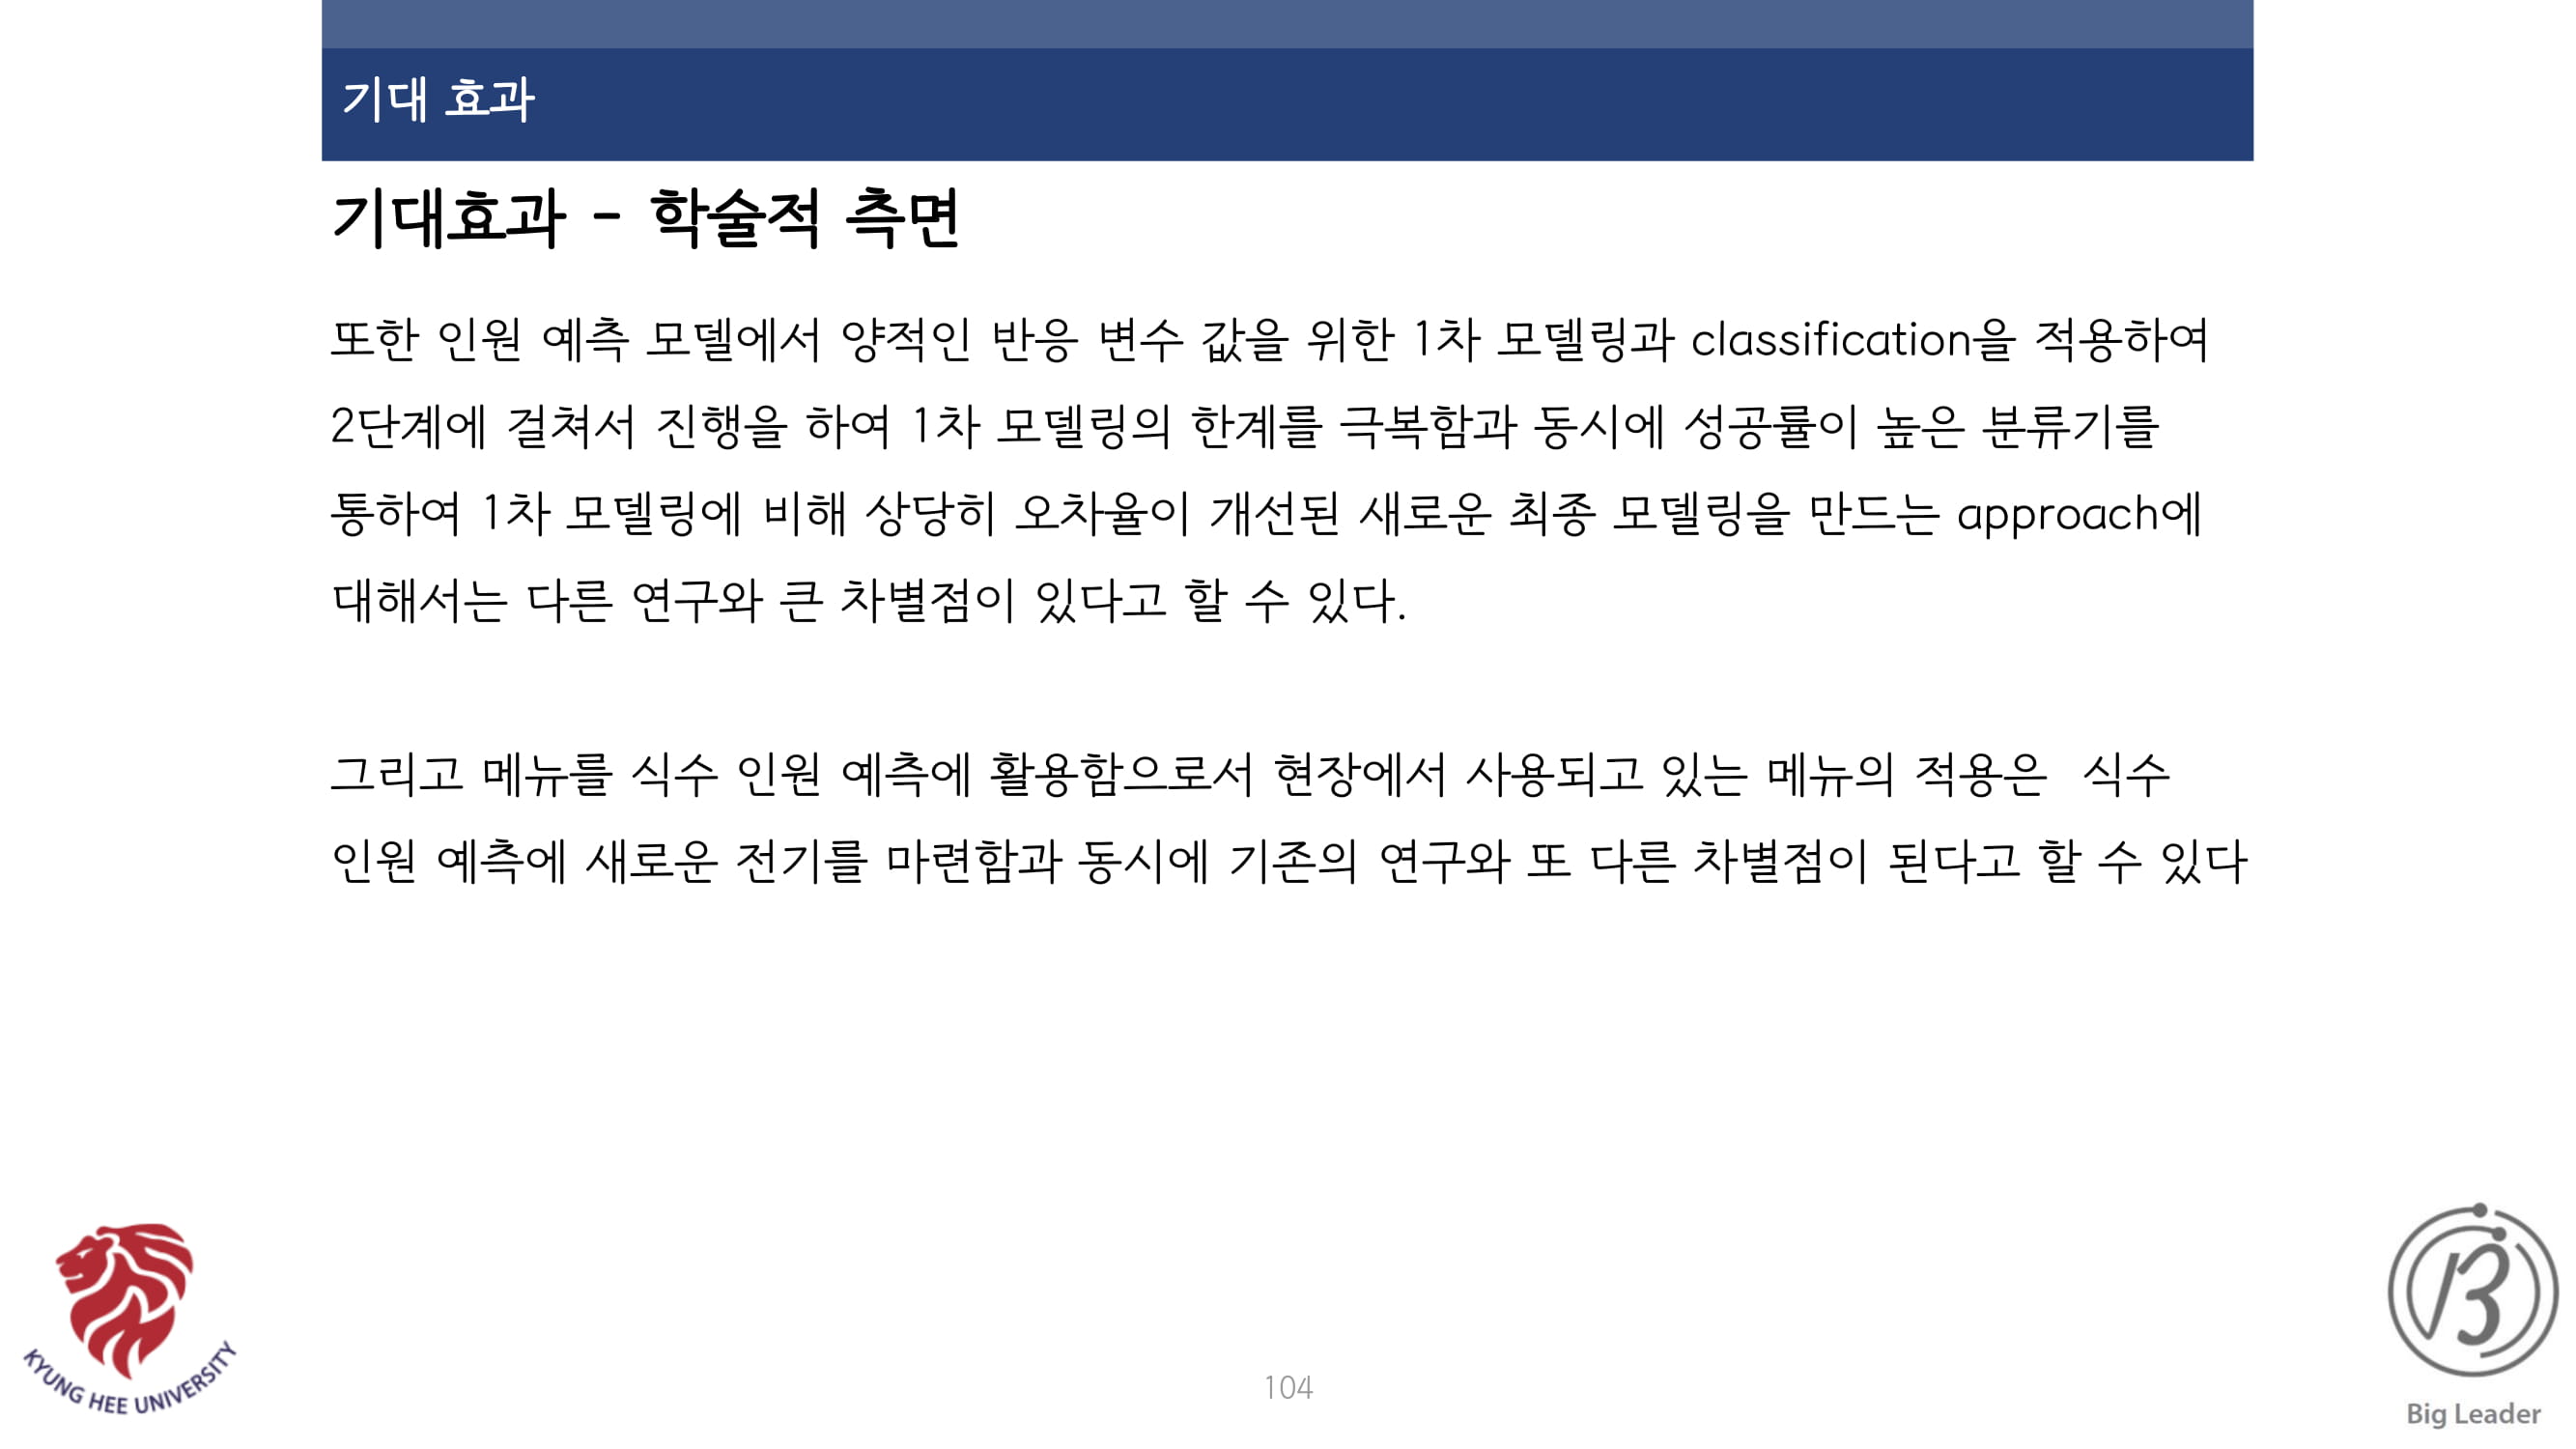 기대 효과
기대효과 - 학술적 측면
또한 인원 예측 모델에서 양적인 반응 변수 값을 위한 1차 모델링과 classification을 적용하여
2단계에 걸쳐서 진행을 하여 1차 모델링의 한계를 극복함과 동시에 성공률이 높은 분류기를
통하여 1차 모델링에 비해 상당히 오차율이 개선된 새로운 최종 모델링을 만드는 approach에
대해서는 다른 연구와 큰 차별점이 있다고 할 수 있다.
그리고 메뉴를 식수 인원 예측에 활용함으로서 현장에서 사용되고 있는 메뉴의 적용은  식수
인원 예측에 새로운 전기를 마련함과 동시에 기존의 연구와 또 다른 차별점이 된다고 할 수 있다
KYUNG HEE UNIVERSITY
104
Big Leader